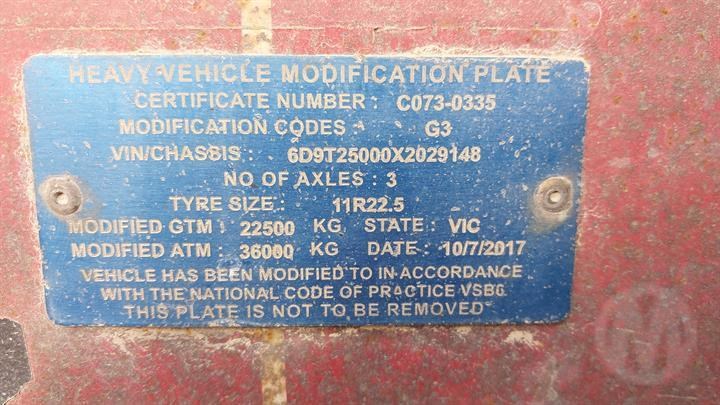 HEAVY VEHICLE MODIFICATION PLATE
CERTIFICATE NUMBER : C073-0335
MODIFICATION CODES : G3
VIN/CHASSIS : 6D9T25000X2029148
NO OF AXLES : 3
TYRE SIZE : 11R22.5
MODIFIED GTM : 22500 KG STATE : VIC
MODIFIED ATM : 36000 KG DATE : 10/7/2017
VEHICLE HAS BEEN MODIFIED TO IN ACCORDANCE
WITH THE NATIONAL CODE OF PRACTICE VSB6
THIS PLATE IS NOT TO BE REMOVED